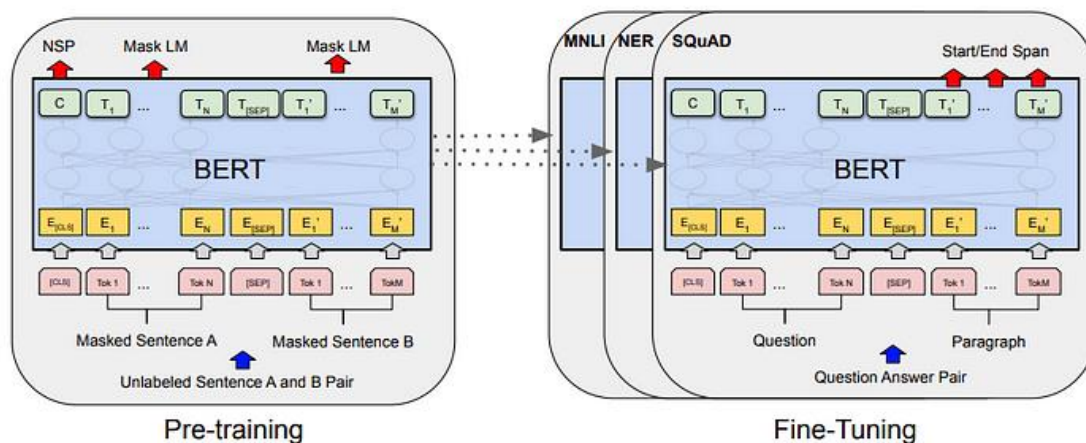 NSP Mask LM Mask LM
C T1 ... TN T[SEP] T1' ... TM'
BERT
E[CLS] E1 ... EN E[SEP] E1' ... EM'
[CLS] Tok 1 ... Tok N [SEP] Tok 1 ... TokM
Masked Sentence A Masked Sentence B
Unlabeled Sentence A and B Pair
Pre-training
MNLI NER SQuAD
Start/End Span
C T1 ... TN T[SEP] T1' ... TM'
BERT
E[CLS] E1 ... EN E[SEP] E1' ... EM'
[CLS] Tok 1 ... Tok N [SEP] Tok 1 ... TokM
Question Paragraph
Question Answer Pair
Fine-Tuning